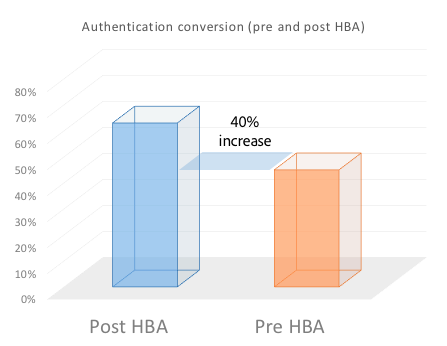 Authentication conversion (pre and post HBA)
80%
70%
60%
50%
40%
30%
20%
10%
0%
40%
increase
Post HBA
Pre HBA